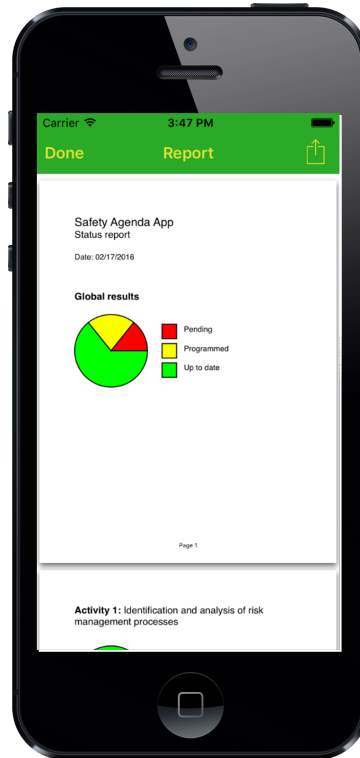 Carrier 3:47 PM
Done Report
Safety Agenda App
Status report
Date: 02/17/2016
Global results
Pending
Programmed
Up to date
Page 1
Activity 1: Identification and analysis of risk
management processes